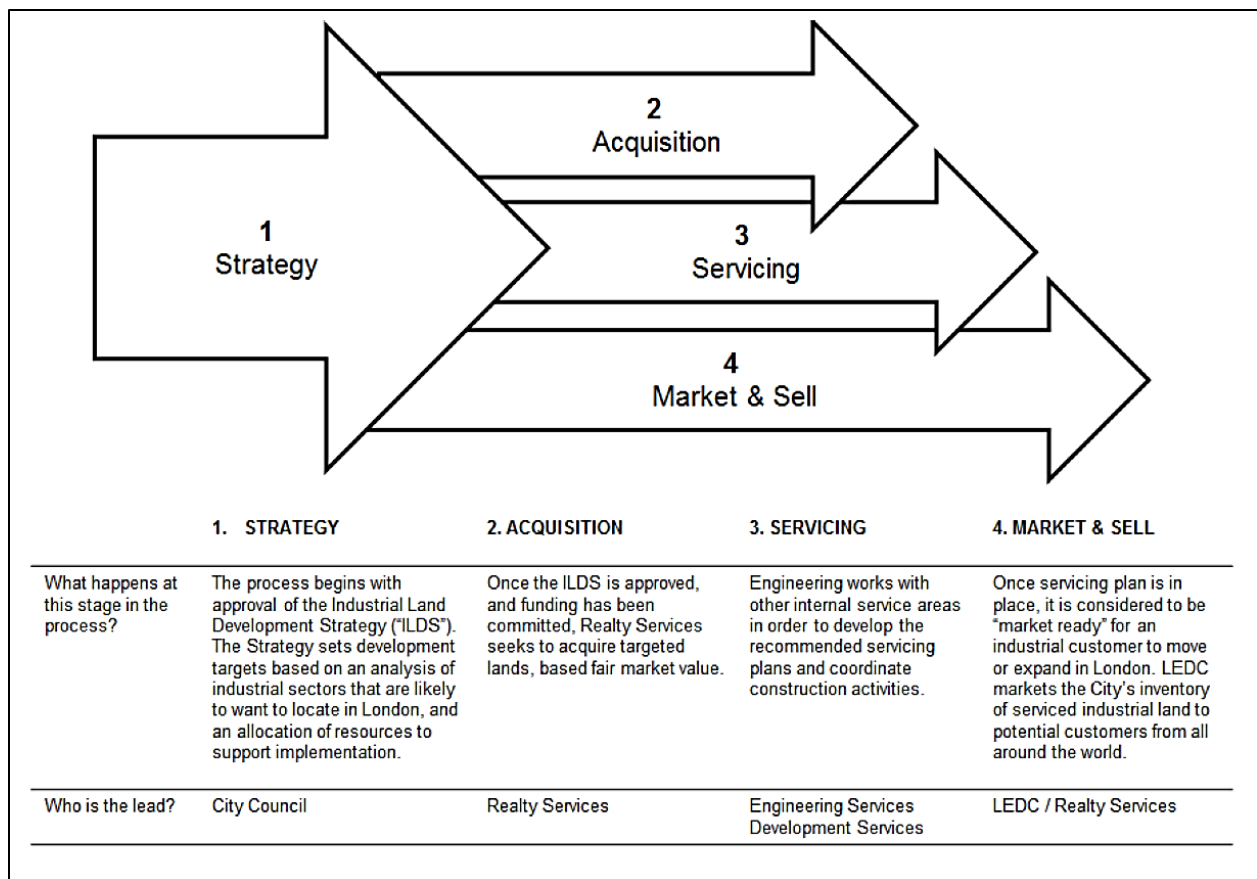 2
Acquisition
1
Strategy
3
Servicing
4
Market & Sell
1. STRATEGY
2. ACQUISITION
3. SERVICING
4. MARKET & SELL
What happens at
this stage in the
process?
The process begins with
approval of the Industrial Land
Development Strategy (“ILDS”).
The Strategy sets development
targets based on an analysis of
industrial sectors that are likely
to want to locate in London, and
an allocation of resources to
support implementation.
Once the ILDS is approved,
and funding has been
committed, Realty Services
seeks to acquire targeted
lands, based fair market value.
Engineering works with
other internal service areas
in order to develop the
recommended servicing
plans and coordinate
construction activities.
Once servicing plan is in
place, it is considered to be
“market ready” for an
industrial customer to move
or expand in London. LEDC
markets the City’s inventory
of serviced industrial land to
potential customers from all
around the world.
Who is the lead?
City Council
Realty Services
Engineering Services
Development Services
LEDC / Realty Services